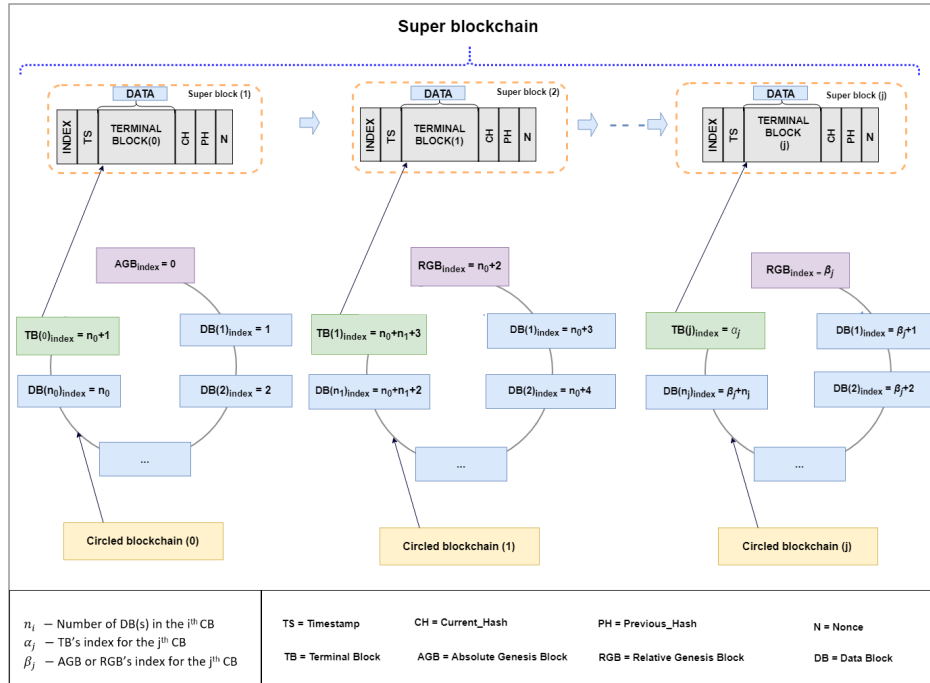 Super blockchain
DATA
Super block (1)
INDEX
TS
TERMINAL
BLOCK(0)
CH
PH
N
DATA
Super block (2)
INDEX
TS
TERMINAL
BLOCK(1)
CH
PH
N
DATA
Super block (j)
INDEX
TS
TERMINAL
BLOCK
(j)
CH
PH
N
AGBindex = 0
TB(0)index = n0+1
DB(1)index = 1
DB(n0)index = n0
DB(2)index = 2
...
Circled blockchain (0)
RGBindex = n0+2
TB(1)index = n0+n1+3
DB(1)index = n0+3
DB(n1)index = n0+n1+2
DB(2)index = n0+4
...
Circled blockchain (1)
RGBindex = βj
TB(j)index = αj
DB(1)index = βj+1
DB(nj)index = βj+nj
DB(2)index = βj+2
...
Circled blockchain (j)
ni – Number of DB(s) in the ith CB
αj – TB's index for the jth CB
βj – AGB or RGB's index for the jth CB
TS = Timestamp
CH = Current_Hash
PH = Previous_Hash
N = Nonce
TB = Terminal Block
AGB = Absolute Genesis Block
RGB = Relative Genesis Block
DB = Data Block